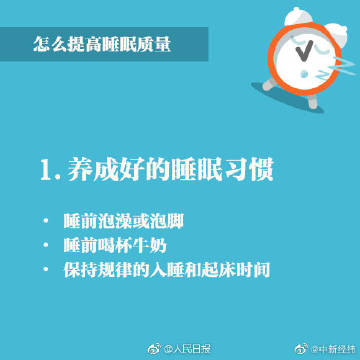 怎么提高睡眠质量
1. 养成好的睡眠习惯
• 睡前泡澡或泡脚
• 睡前喝杯牛奶
• 保持规律的入睡和起床时间
@人民日报
@中新经纬